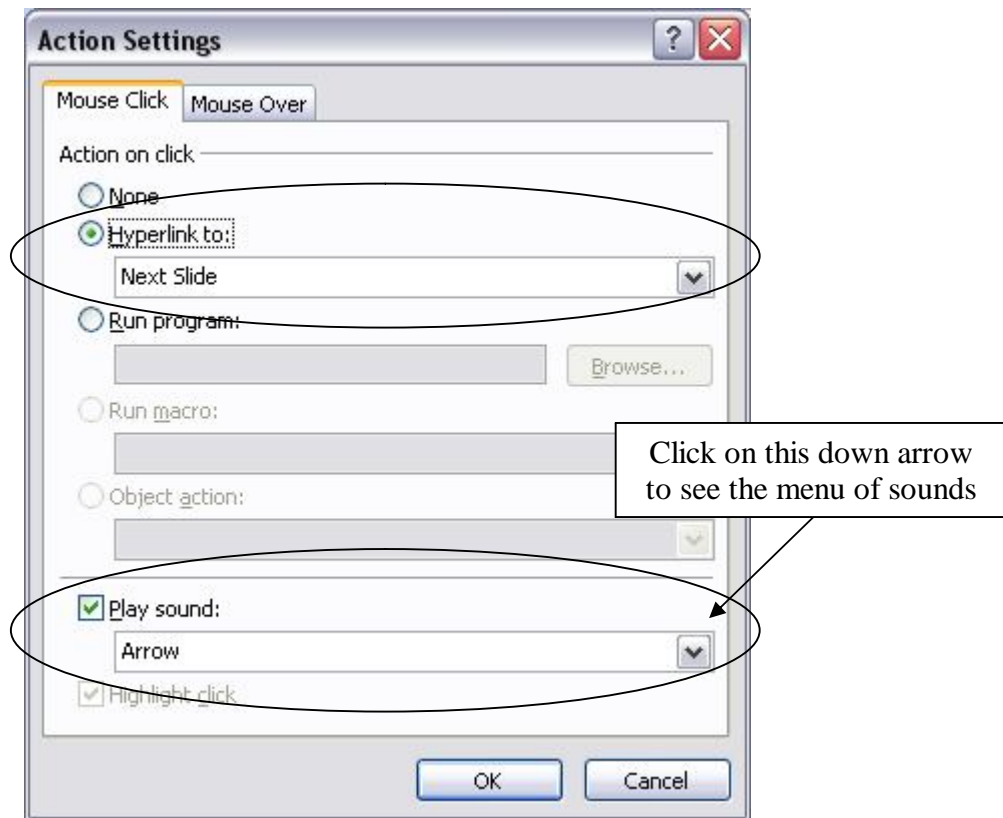 Action Settings
Mouse Click
Mouse Over
Action on click
None
Hyperlink to:
Next Slide
Run program:
Browse...
Run macro:
Click on this down arrow
to see the menu of sounds
Object action:
Play sound:
Arrow
Highlight click
OK
Cancel